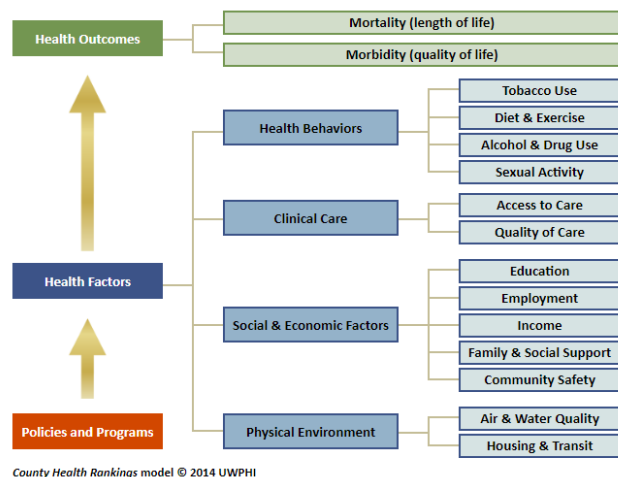 Health Outcomes
Mortality (length of life)
Morbidity (quality of life)
Health Behaviors
Tobacco Use
Diet & Exercise
Alcohol & Drug Use
Sexual Activity
Clinical Care
Access to Care
Quality of Care
Health Factors
Social & Economic Factors
Education
Employment
Income
Family & Social Support
Community Safety
Policies and Programs
Physical Environment
Air & Water Quality
Housing & Transit
County Health Rankings model © 2014 UWPHI